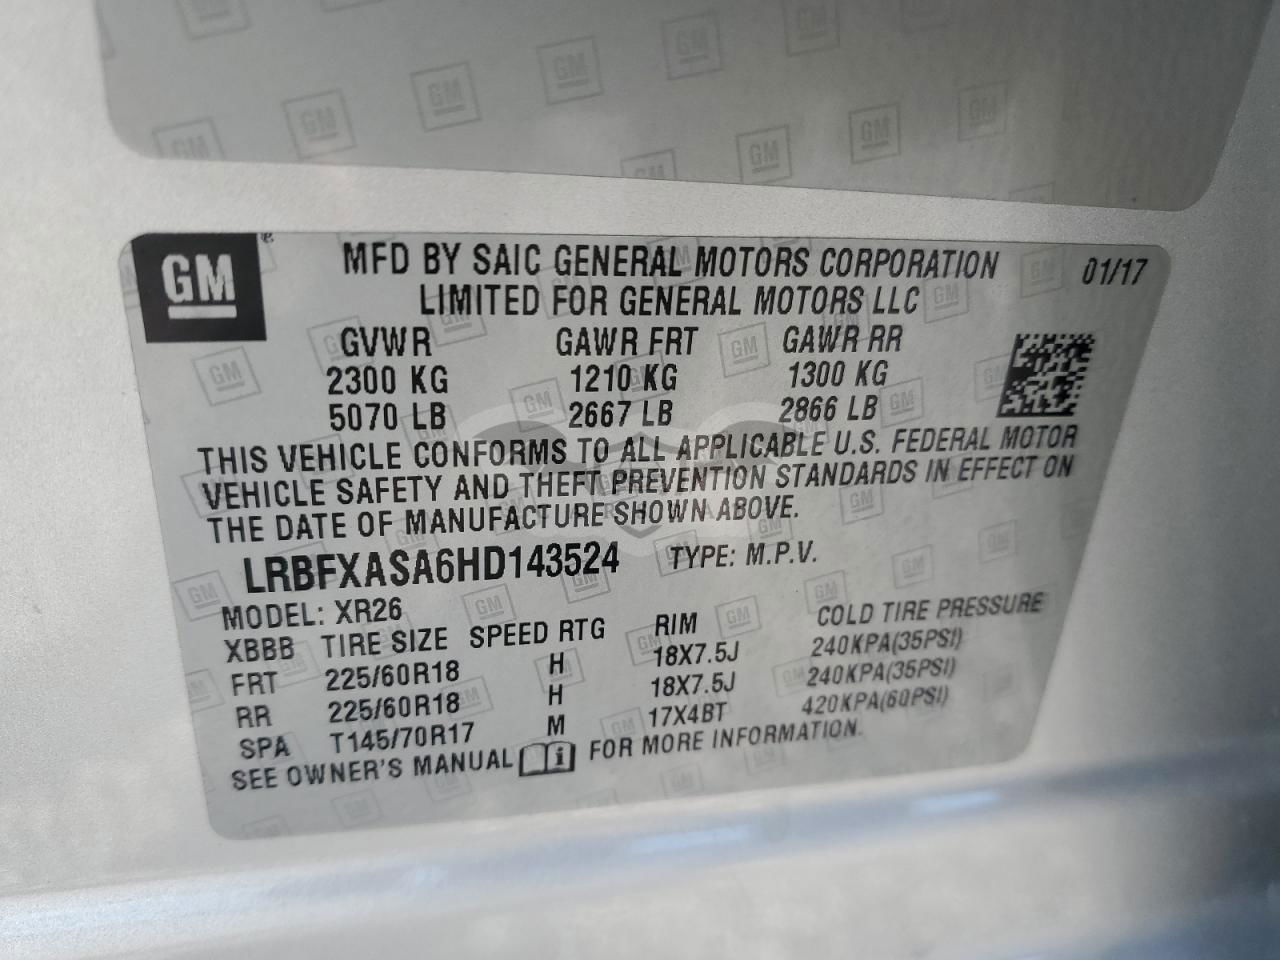 GM
MFD BY SAIC GENERAL MOTORS CORPORATION 01/17
LIMITED FOR GENERAL MOTORS LLC
GVWR GAWR FRT GAWR RR
2300 KG 1210 KG 1300 KG
5070 LB 2667 LB 2866 LB
THIS VEHICLE CONFORMS TO ALL APPLICABLE U.S. FEDERAL MOTOR
VEHICLE SAFETY AND THEFT PREVENTION STANDARDS IN EFFECT ON
THE DATE OF MANUFACTURE SHOWN ABOVE.
LRBFXASA6HD143524 TYPE: M.P.V.
MODEL: XR26
XBBB TIRE SIZE SPEED RTG RIM COLD TIRE PRESSURE
FRT 225/60R18 H 18X7.5J 240KPA(35PSI)
RR 225/60R18 H 18X7.5J 240KPA(35PSI)
SPA T145/70R17 M 17X4BT 420KPA(60PSI)
SEE OWNER'S MANUAL FOR MORE INFORMATION.